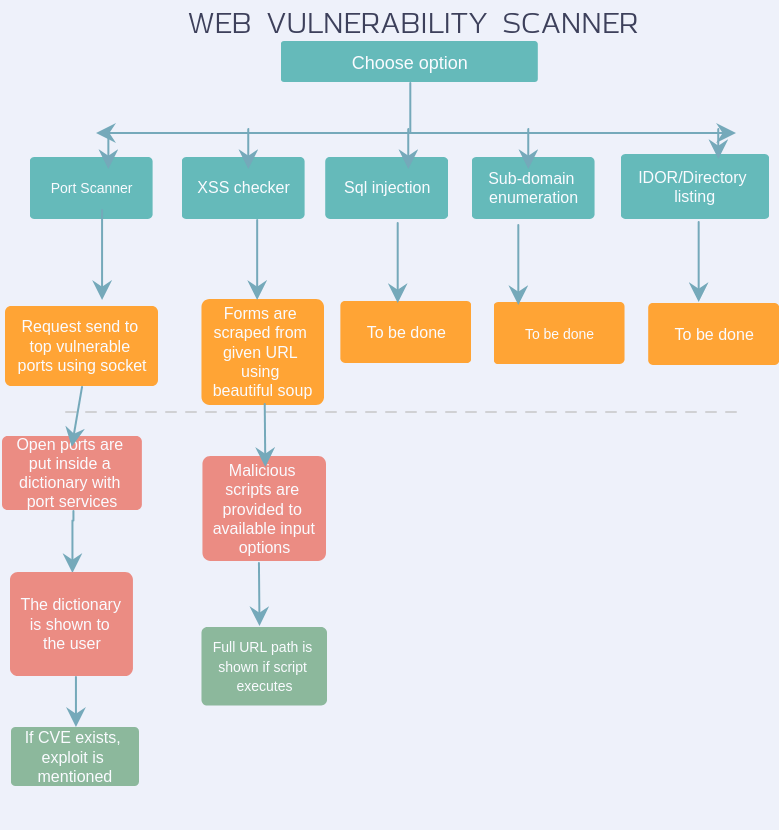 WEB VULNERABILITY SCANNER
Choose option
Port Scanner
XSS checker
Sql injection
Sub-domain
enumeration
IDOR/Directory
listing
Request send to
top vulnerable
ports using socket
Forms are
scraped from
given URL
using
beautiful soup
To be done
To be done
To be done
Open ports are
put inside a
dictionary with
port services
Malicious
scripts are
provided to
available input
options
The dictionary
is shown to
the user
Full URL path is
shown if script
executes
If CVE exists,
exploit is
mentioned